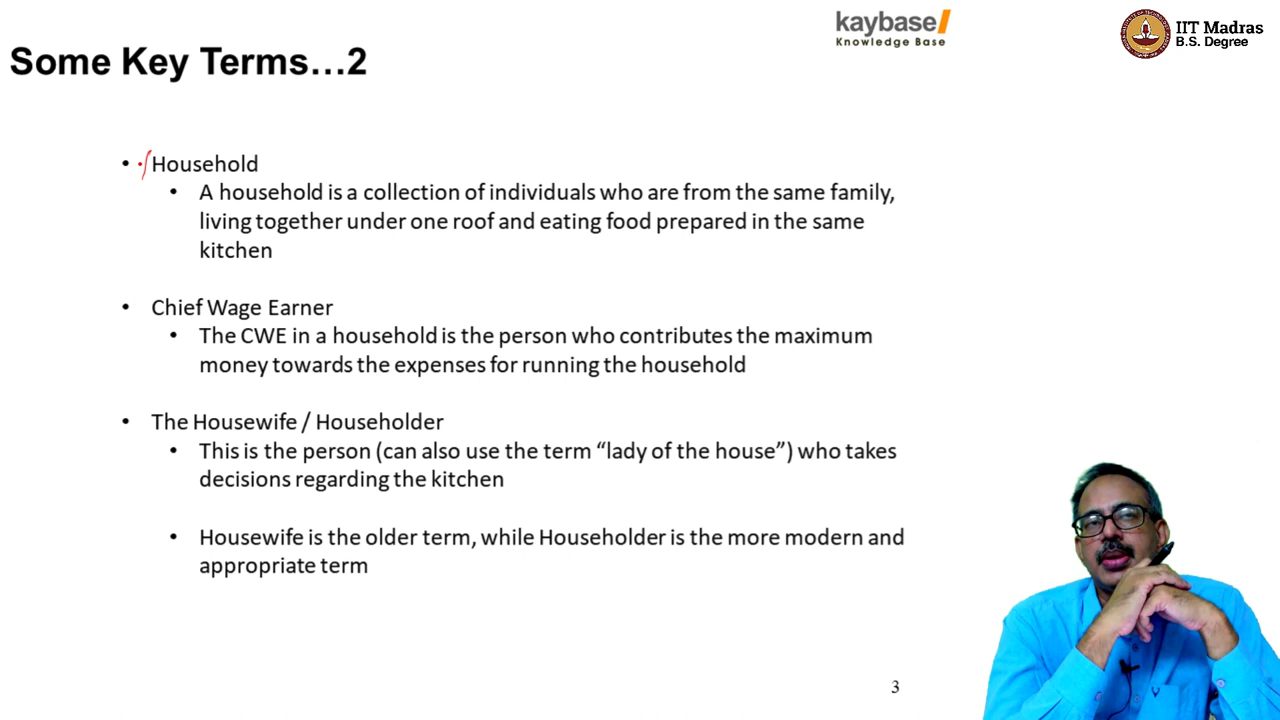 kaybase
Knowledge Base
IIT Madras
B.S. Degree
Some Key Terms…2
• Household
• A household is a collection of individuals who are from the same family,
living together under one roof and eating food prepared in the same
kitchen
• Chief Wage Earner
• The CWE in a household is the person who contributes the maximum
money towards the expenses for running the household
• The Housewife / Householder
• This is the person (can also use the term “lady of the house”) who takes
decisions regarding the kitchen
• Housewife is the older term, while Householder is the more modern and
appropriate term
3